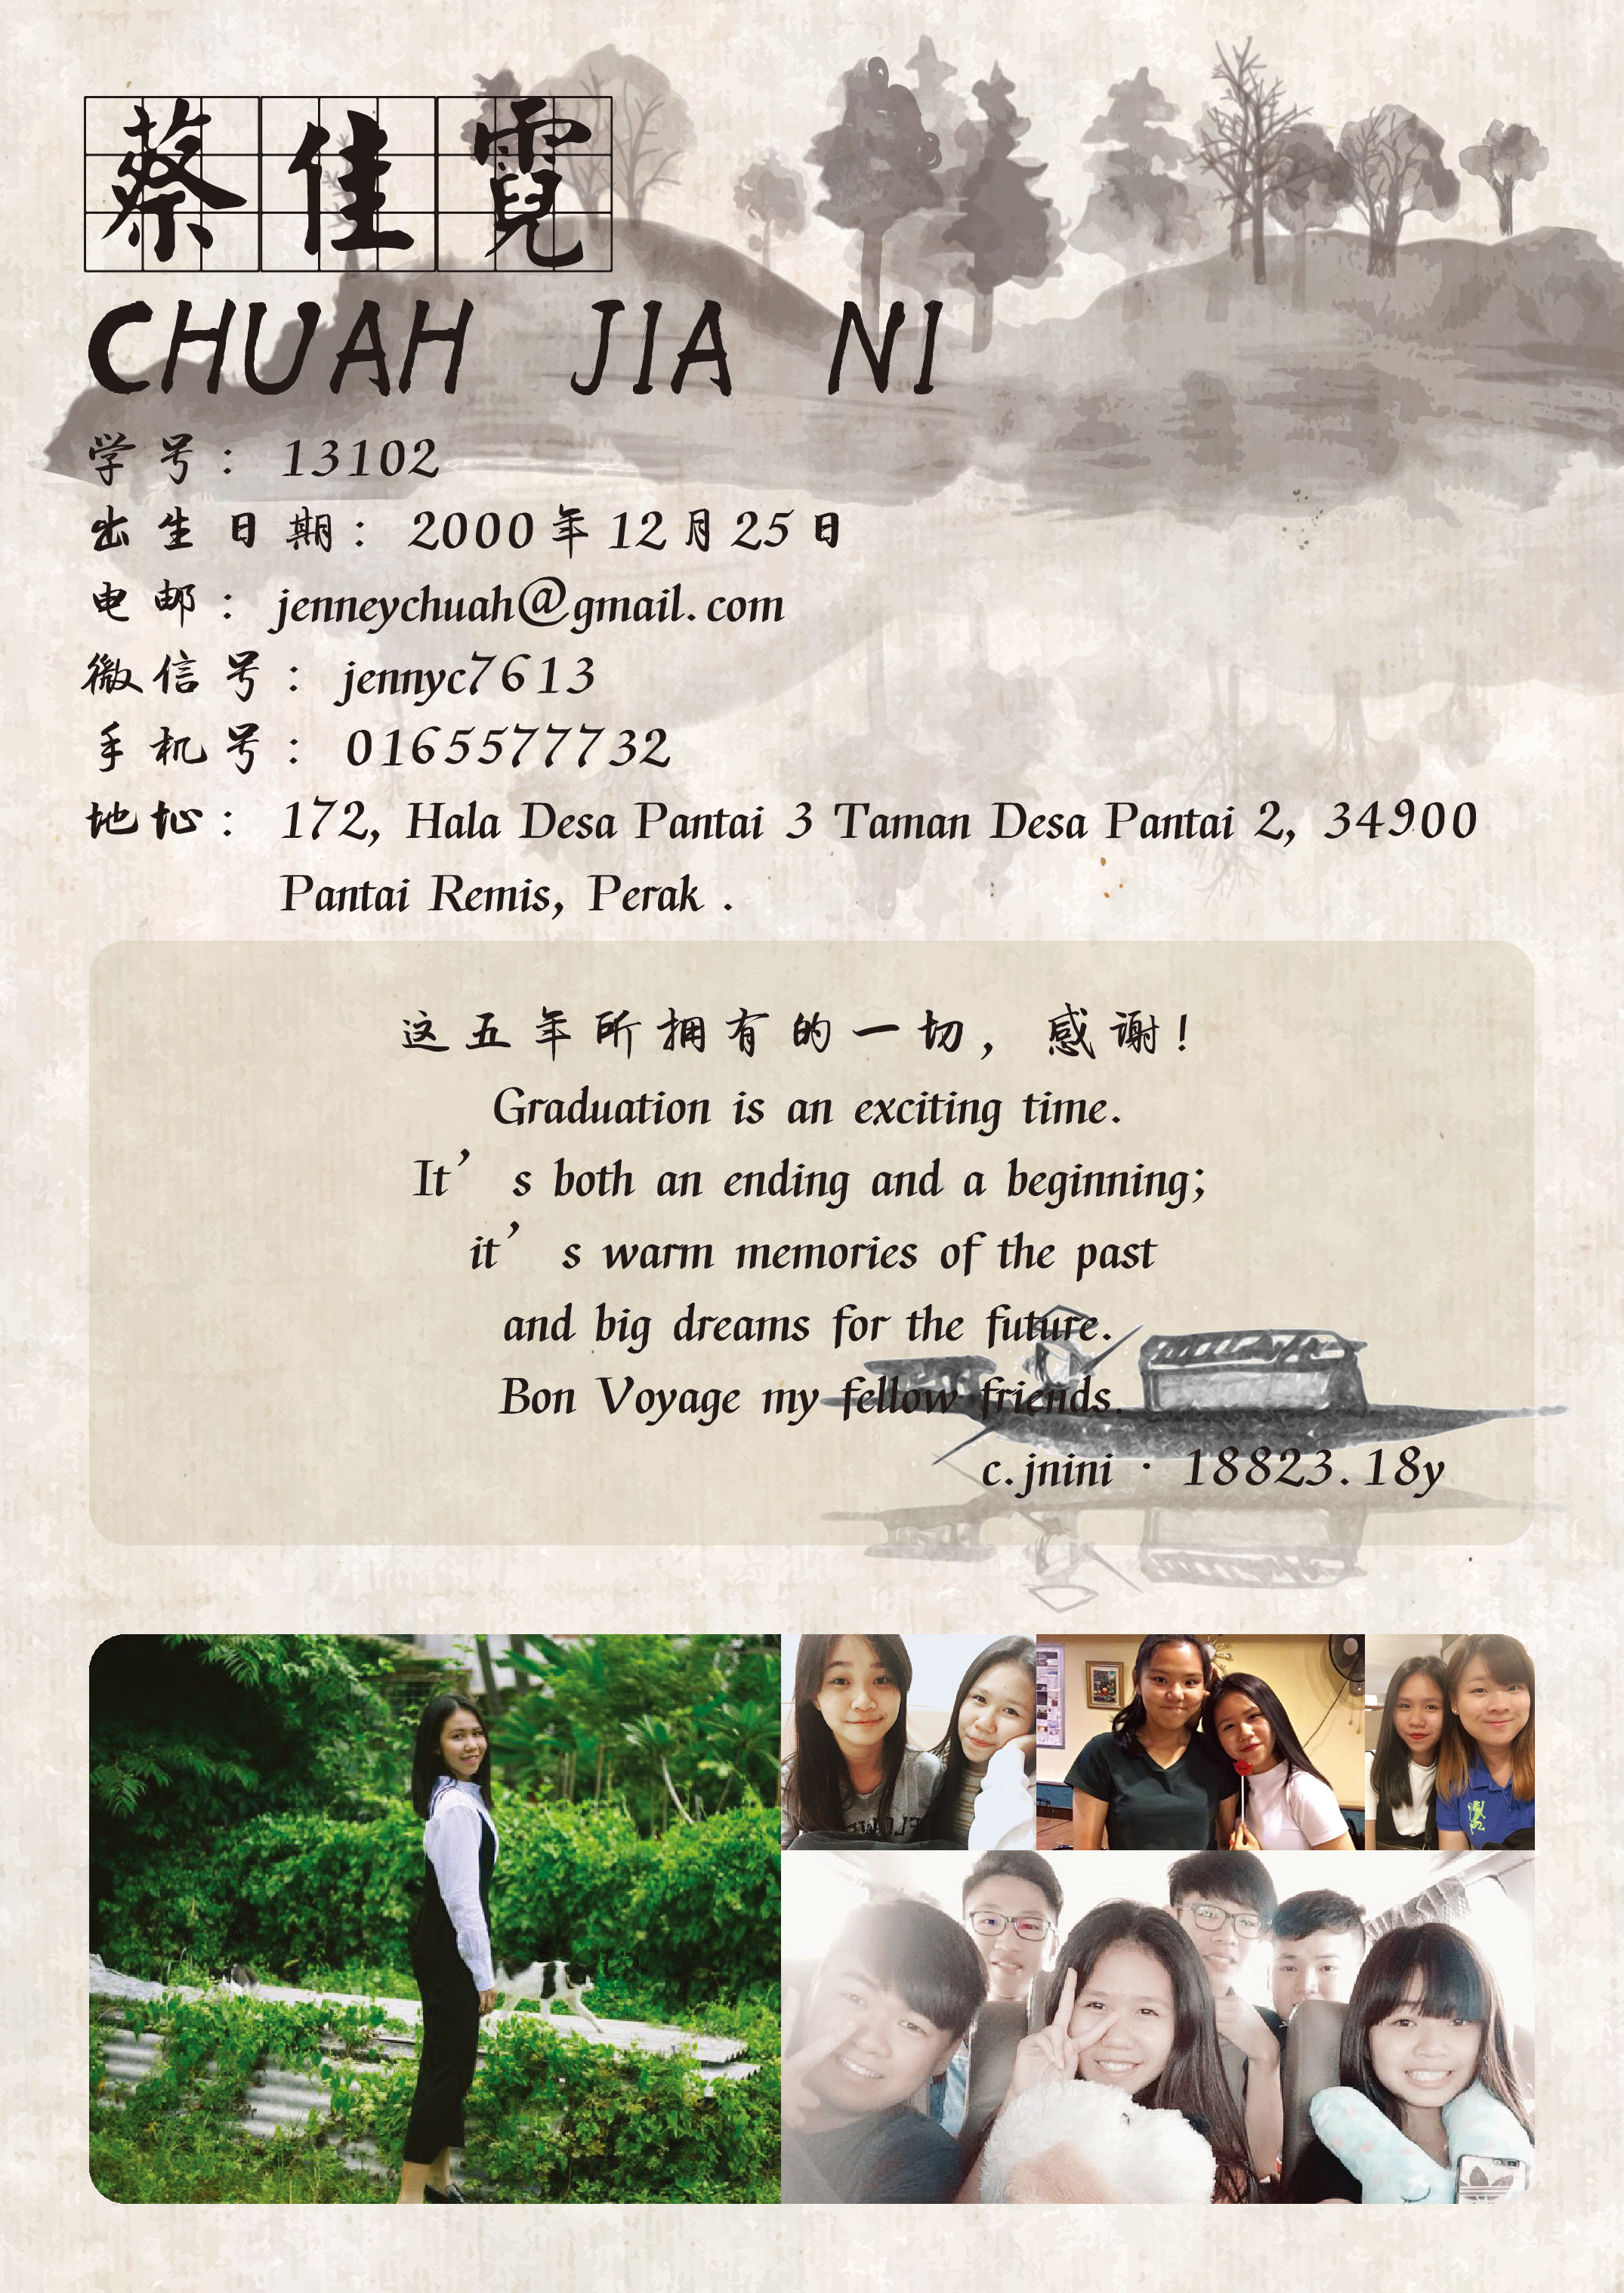 蔡佳霓
CHUAH JIA NI
学号： 13102
出生日期： 2000年12月25日
电邮： jenneychuah@gmail.com
微信号： jennyc7613
手机号： 0165577732
地址： 172, Hala Desa Pantai 3 Taman Desa Pantai 2, 34900
Pantai Remis, Perak .
这五年所拥有的一切，感谢！
Graduation is an exciting time.
It’s both an ending and a beginning;
it’s warm memories of the past
and big dreams for the future.
Bon Voyage my fellow friends.
c.jnini · 18823.18y